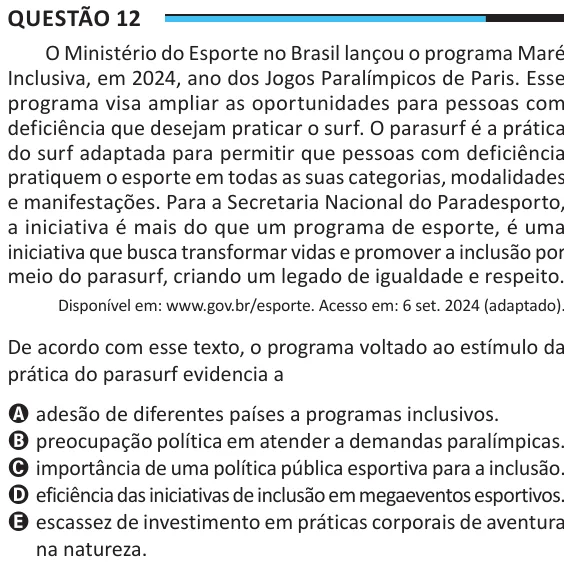 QUESTÃO 12
O Ministério do Esporte no Brasil lançou o programa Maré
Inclusiva, em 2024, ano dos Jogos Paralímpicos de Paris. Esse
programa visa ampliar as oportunidades para pessoas com
deficiência que desejam praticar o surf. O parasurf é a prática
do surf adaptada para permitir que pessoas com deficiência
pratiquem o esporte em todas as suas categorias, modalidades
e manifestações. Para a Secretaria Nacional do Paradesporto,
a iniciativa é mais do que um programa de esporte, é uma
iniciativa que busca transformar vidas e promover a inclusão por
meio do parasurf, criando um legado de igualdade e respeito.
Disponível em: www.gov.br/esporte. Acesso em: 6 set. 2024 (adaptado).
De acordo com esse texto, o programa voltado ao estímulo da
prática do parasurf evidencia a
A adesão de diferentes países a programas inclusivos.
B preocupação política em atender a demandas paralímpicas.
C importância de uma política pública esportiva para a inclusão.
D eficiência das iniciativas de inclusão em megaeventos esportivos.
E escassez de investimento em práticas corporais de aventura
na natureza.